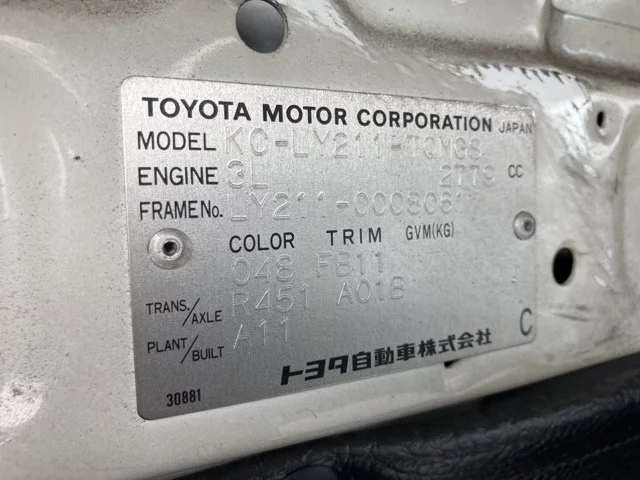 TOYOTA MOTOR CORPORATION JAPAN
MODEL KC-LY211-TQMGS
ENGINE 3L 2779 CC
FRAME No.
COLOR TRIM GVM(KG)
048 FB11
TRANS./AXLE R451 A01B
PLANT/BUILT A11
トヨタ自動車株式会社 C
30881